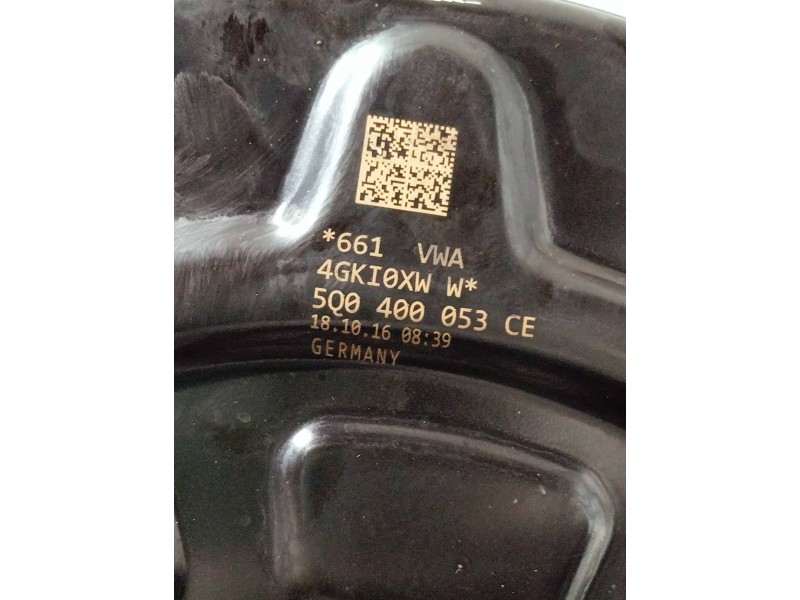 *661 VWA
4GKI0XW W*
5Q0 400 053 CE
18.10.16 08:39
GERMANY